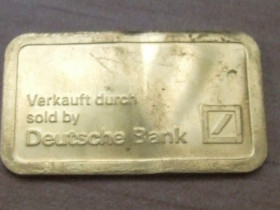 Verkauft durch
sold by
Deutsche Bank